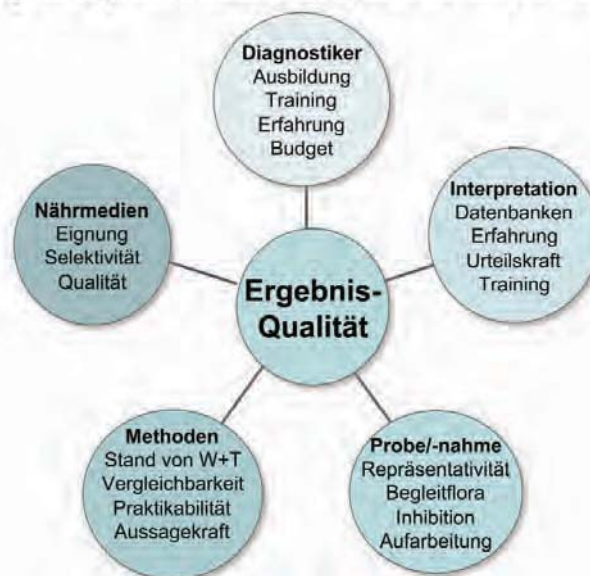 Diagnostiker
Ausbildung
Training
Erfahrung
Budget
Nährmedien
Eignung
Selektivität
Qualität
Interpretation
Datenbanken
Erfahrung
Urteilskraft
Training
Ergebnis-
Qualität
Methoden
Stand von W+T
Vergleichbarkeit
Praktikabilität
Aussagekraft
Probe/-nahme
Repräsentativität
Begleitflora
Inhibition
Aufarbeitung